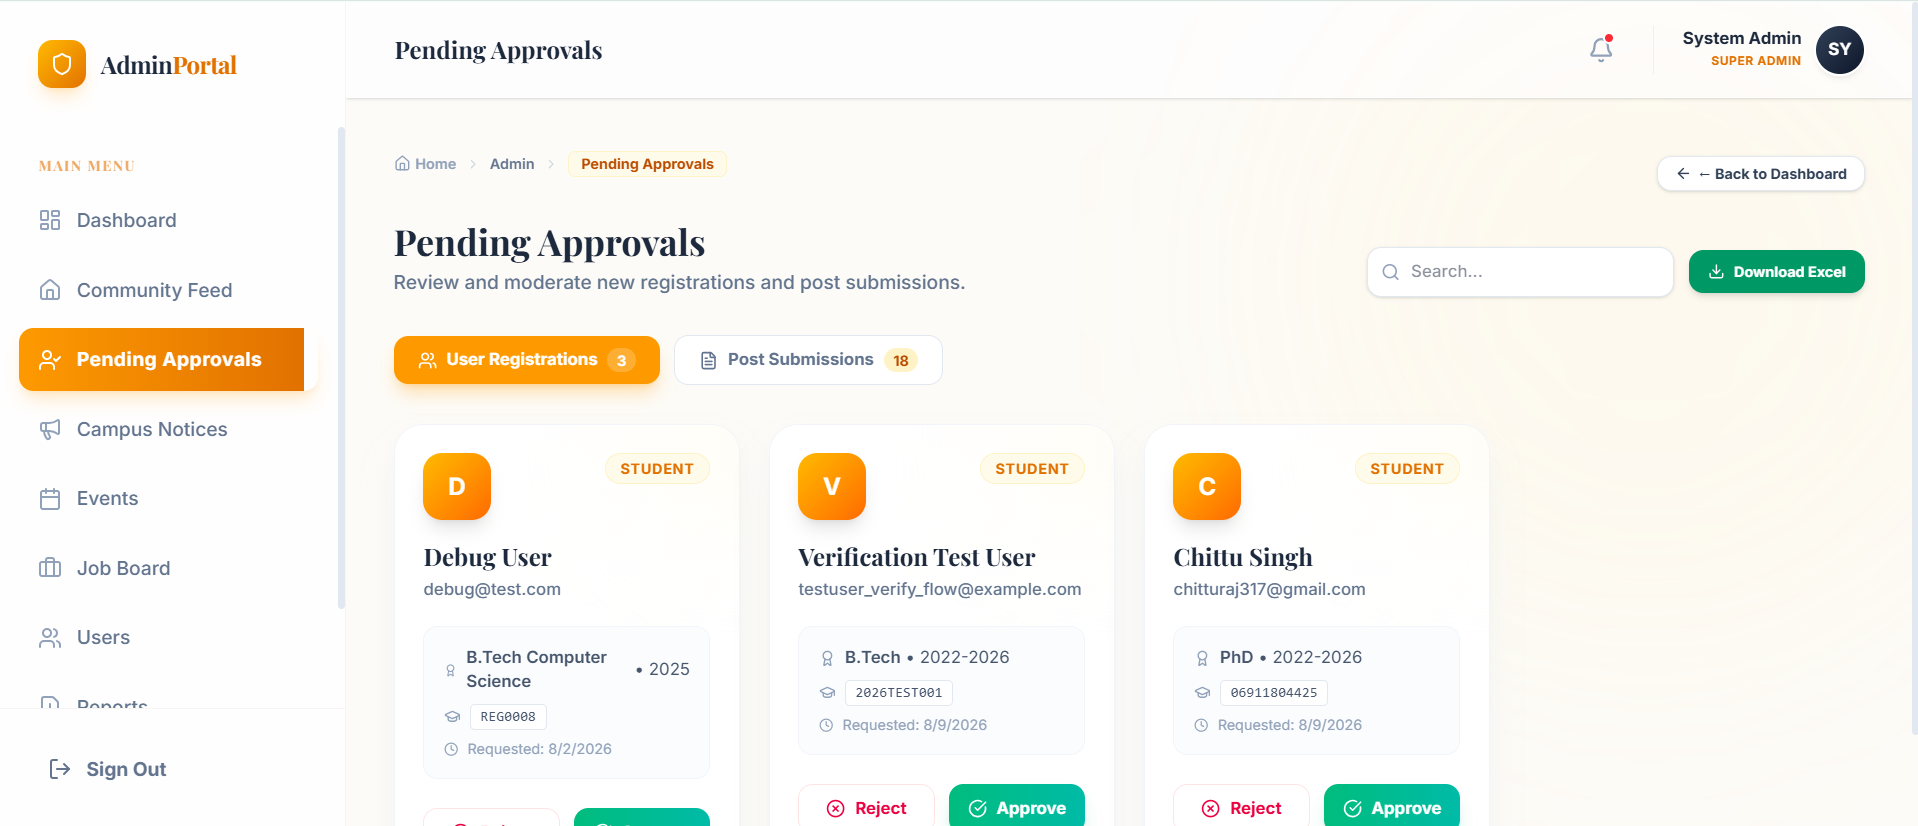 AdminPortal
MAIN MENU
Dashboard
Community Feed
Pending Approvals
Campus Notices
Events
Job Board
Users
Reports
Sign Out
Pending Approvals
System Admin
SUPER ADMIN
SY
Home
Admin
Pending Approvals
← Back to Dashboard
Pending Approvals
Review and moderate new registrations and post submissions.
Search...
Download Excel
User Registrations 3
Post Submissions 18
D
STUDENT
Debug User
debug@test.com
B.Tech Computer
Science
• 2025
REG0008
Requested: 8/2/2026
V
STUDENT
Verification Test User
testuser_verify_flow@example.com
B.Tech • 2022-2026
2026TEST001
Requested: 8/9/2026
Reject
Approve
C
STUDENT
Chittu Singh
chitturaj317@gmail.com
PhD • 2022-2026
06911804425
Requested: 8/9/2026
Reject
Approve